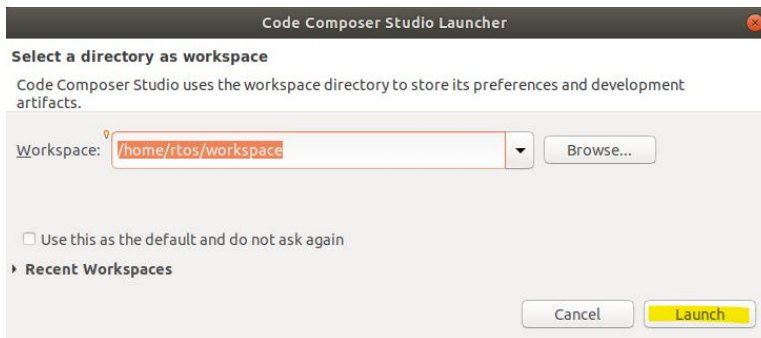 Code Composer Studio Launcher
Select a directory as workspace
Code Composer Studio uses the workspace directory to store its preferences and development
artifacts.
Workspace: /home/rtos/workspace Browse...
Use this as the default and do not ask again
Recent Workspaces
Cancel Launch